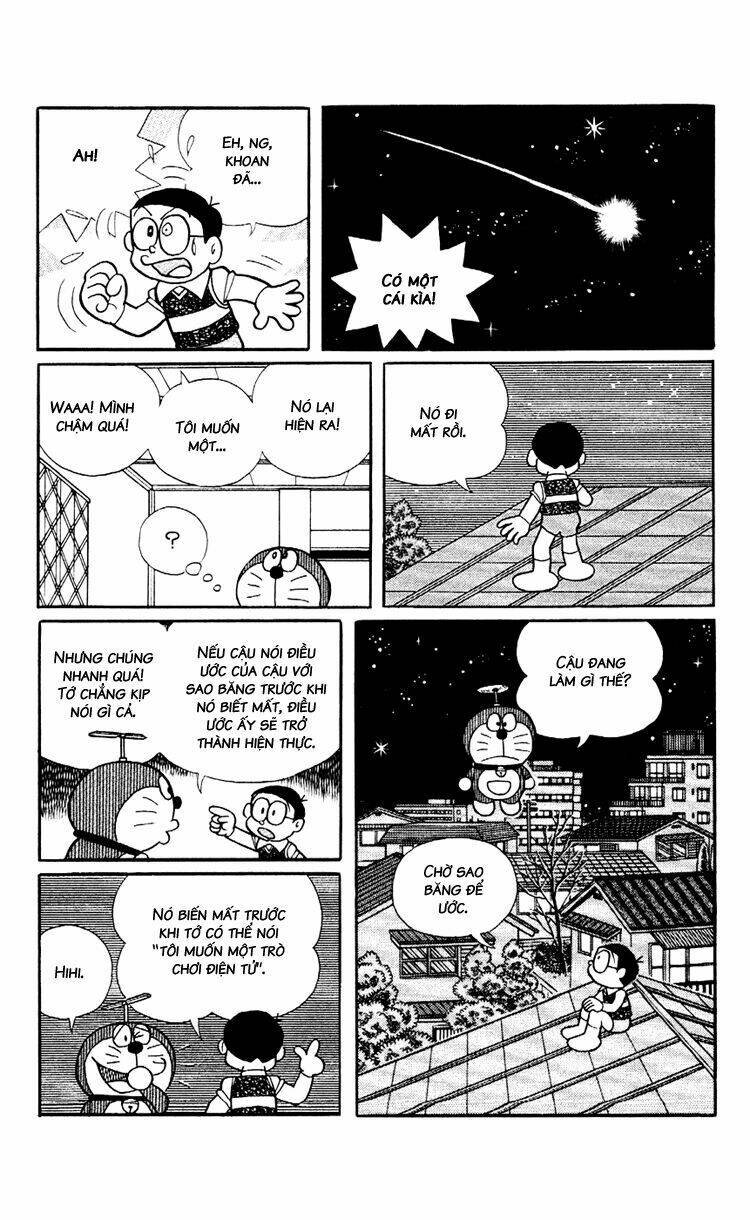 CÓ MỘT
CÁI KÌA!
EH, NG,
KHOAN
ĐÃ...
AH!
NÓ ĐI
MẤT RỒI.
NÓ LẠI
HIỆN RA!
TÔI MUỐN
MỘT...
WAAA! MÌNH
CHẬM QUÁ!
?
CẬU ĐANG
LÀM GÌ THẾ?
CHỜ SAO
BĂNG ĐỂ
ƯỚC.
NẾU CẬU NÓI ĐIỀU
ƯỚC CỦA CẬU VỚI
SAO BĂNG TRƯỚC KHI
NÓ BIẾT MẤT, ĐIỀU
ƯỚC ẤY SẼ TRỞ
THÀNH HIỆN THỰC.
NHƯNG CHÚNG
NHANH QUÁ!
TỚ CHẲNG KỊP
NÓI GÌ CẢ.
NÓ BIẾN MẤT TRƯỚC
KHI TỚ CÓ THỂ NÓI
"TÔI MUỐN MỘT TRÒ
CHƠI ĐIỆN TỬ".
HIHI.